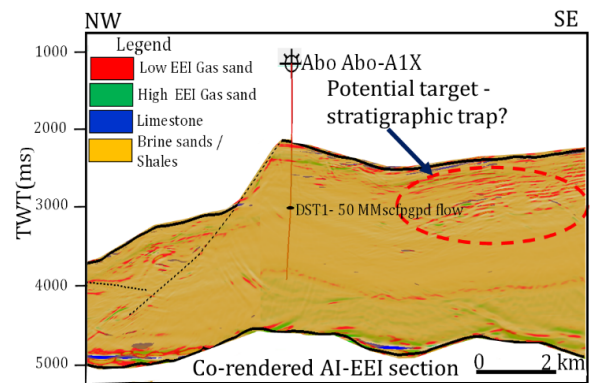 NW
SE
1000
2000
3000
4000
5000
TWT(ms)
Legend
Low EEI Gas sand
High EEI Gas sand
Limestone
Brine sands /
Shales
Abo Abo-A1X
Potential target -
stratigraphic trap?
DST1- 50 MMscfpgpd flow
Co-rendered AI-EEI section
0
2 km